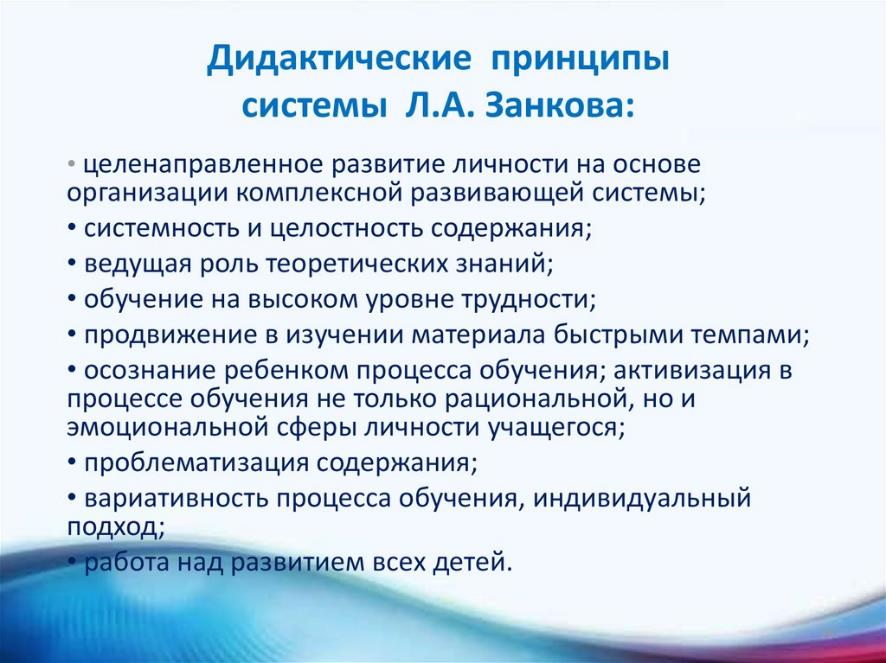 Дидактические принципы
системы Л.А. Занкова:
• целенаправленное развитие личности на основе
организации комплексной развивающей системы;
• системность и целостность содержания;
• ведущая роль теоретических знаний;
• обучение на высоком уровне трудности;
• продвижение в изучении материала быстрыми темпами;
• осознание ребенком процесса обучения; активизация в
процессе обучения не только рациональной, но и
эмоциональной сферы личности учащегося;
• проблематизация содержания;
• вариативность процесса обучения, индивидуальный
подход;
• работа над развитием всех детей.